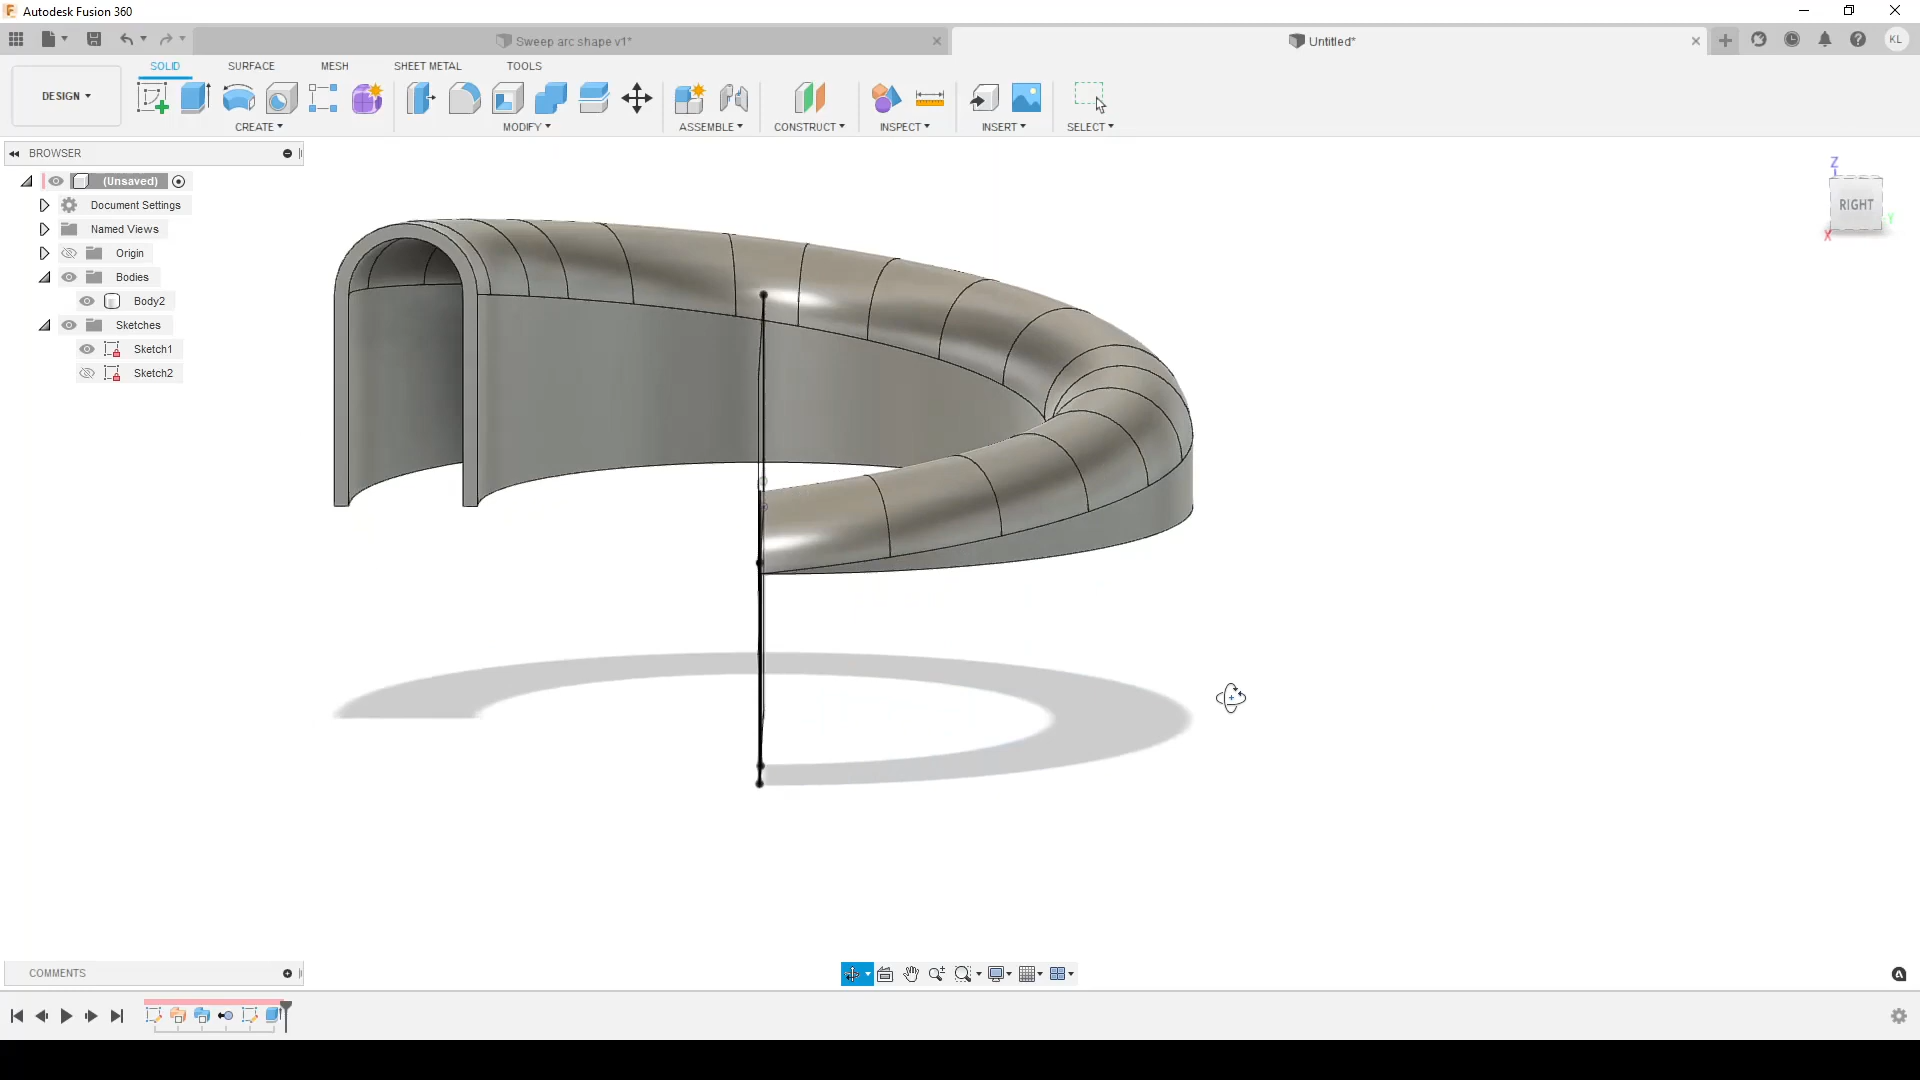 Autodesk Fusion 360
Sweep arc shape v1*
Untitled*
KL
DESIGN
SOLID
SURFACE
MESH
SHEET METAL
TOOLS
CREATE
MODIFY
ASSEMBLE
CONSTRUCT
INSPECT
INSERT
SELECT
BROWSER
(Unsaved)
Document Settings
Named Views
Origin
Bodies
Body2
Sketches
Sketch1
Sketch2
Z
RIGHT
Y
X
COMMENTS